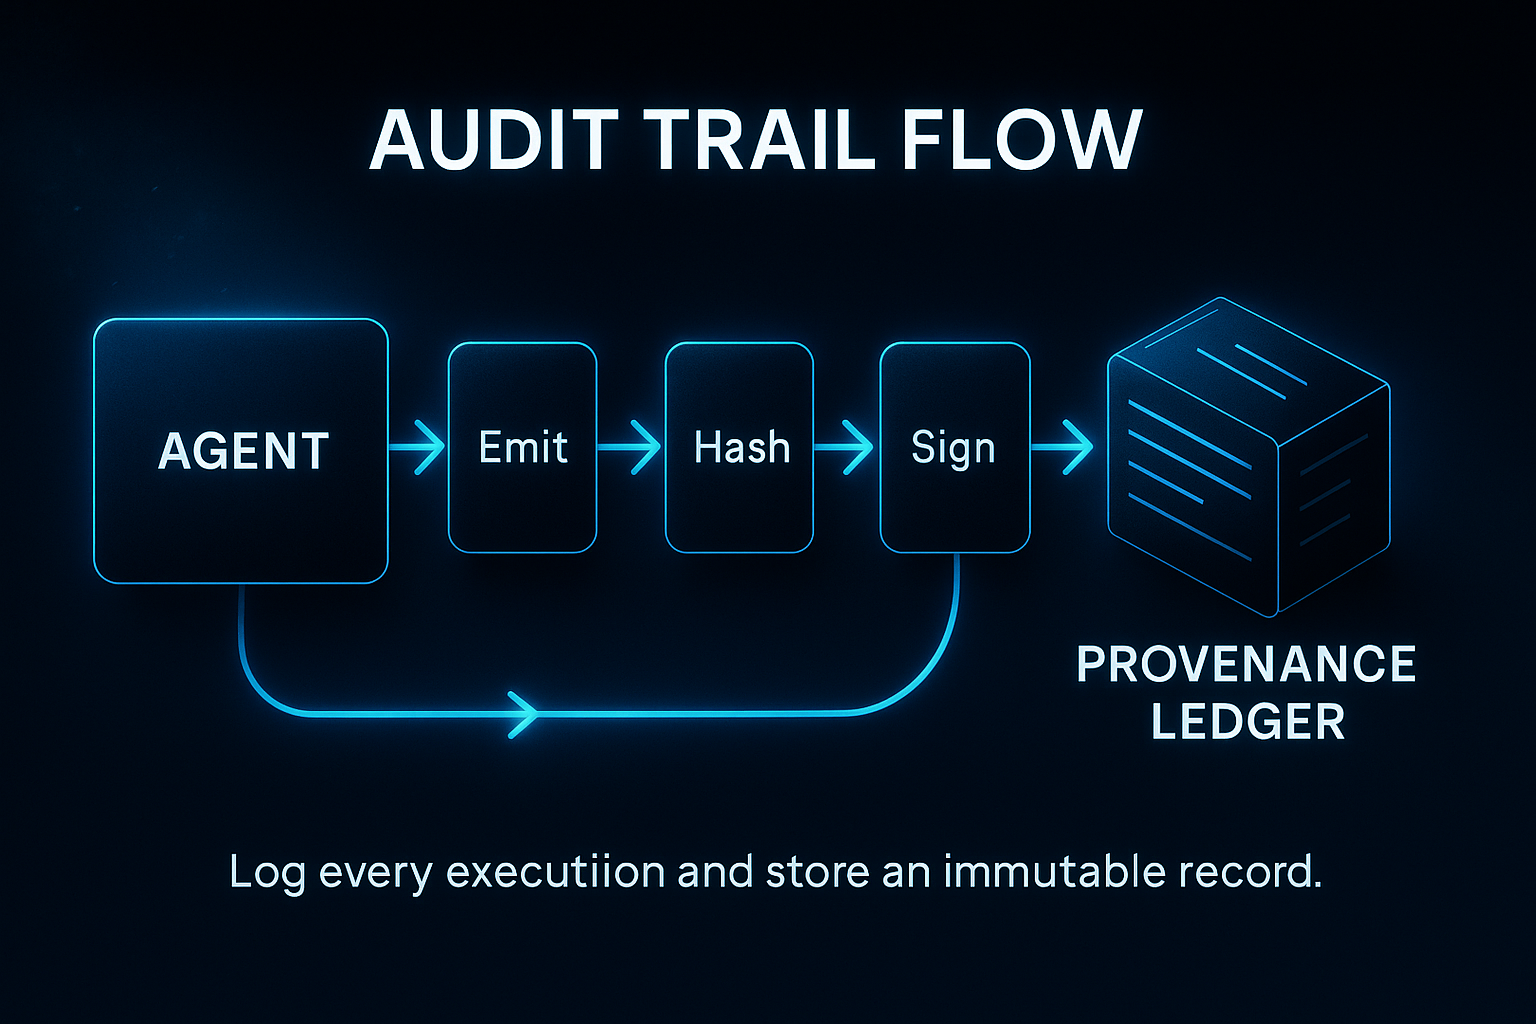 AUDIT TRAIL FLOW
AGENT
Emit
Hash
Sign
PROVENANCE
LEDGER
Log every executiion and store an immutable record.